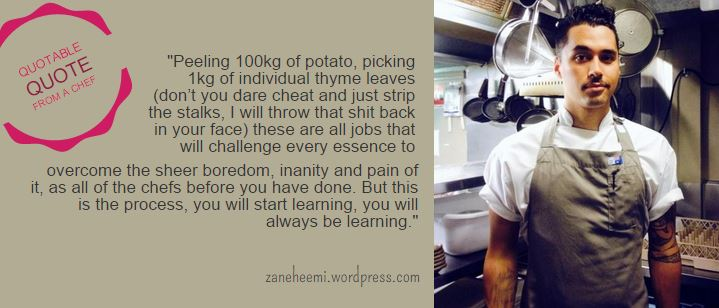 QUOTABLE
QUOTE
FROM A CHEF
"Peeling 100kg of potato, picking
1kg of individual thyme leaves
(don't you dare cheat and just strip
the stalks, I will throw that shit back
in your face) these are all jobs that
will challenge every essence to
overcome the sheer boredom, inanity and pain of
it, as all of the chefs before you have done. But this
is the process, you will start learning, you will
always be learning."
zaneheemi.wordpress.com